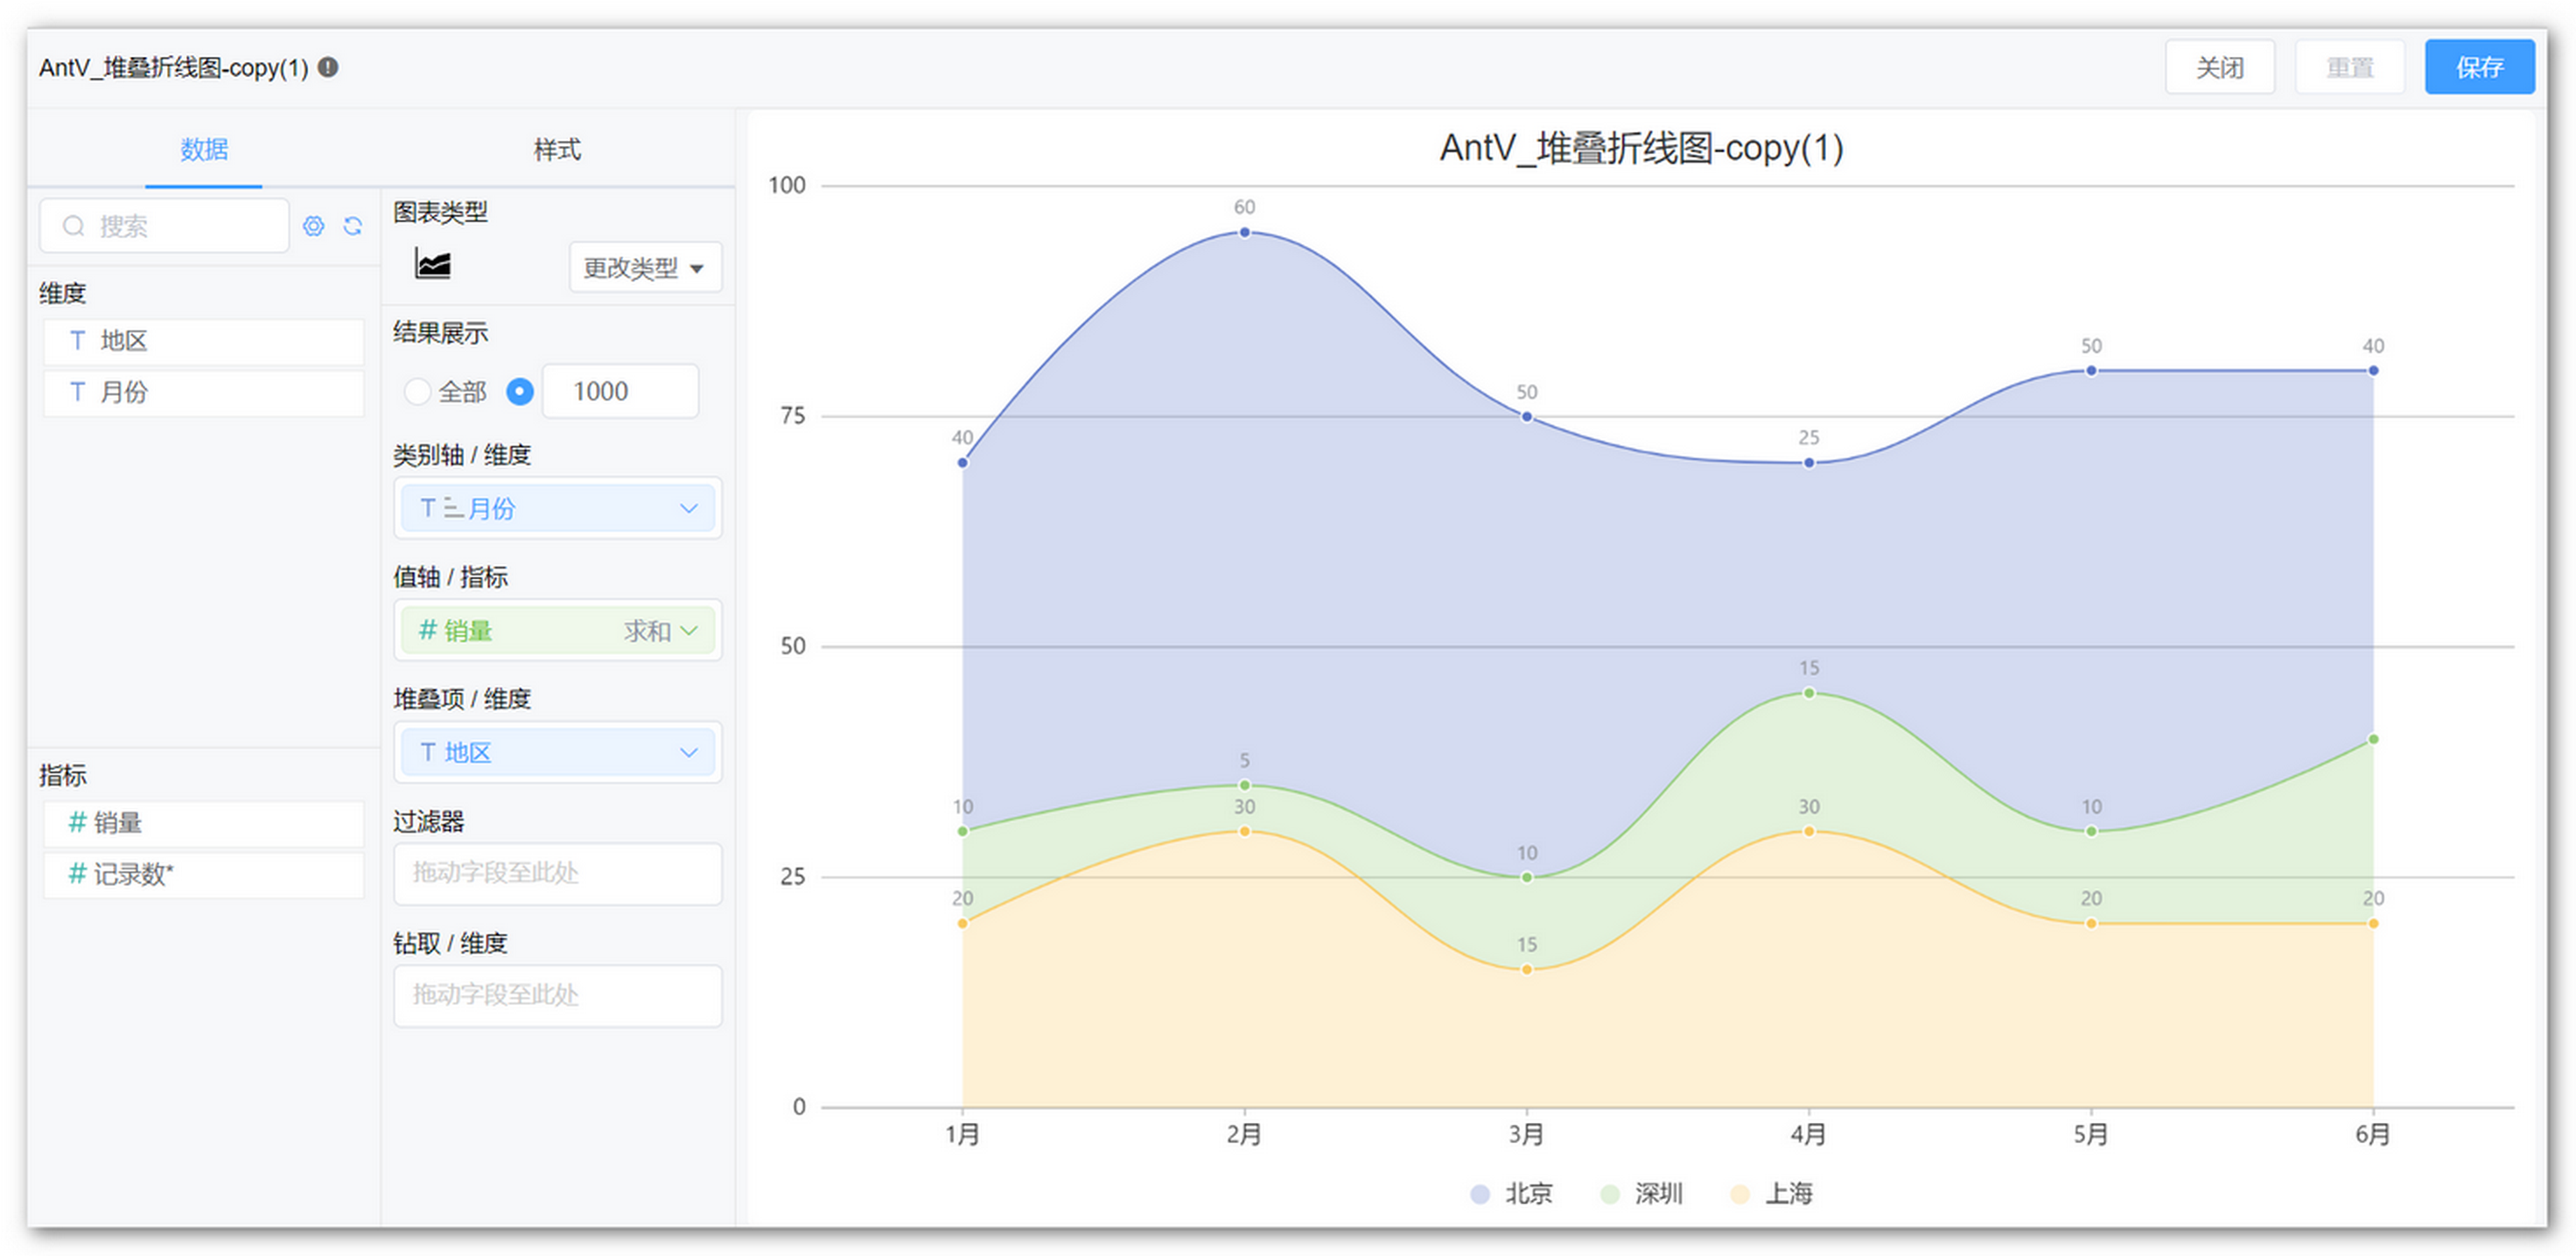 AntV_堆叠折线图-copy(1)
关闭
重置
保存
数据
样式
搜索
维度
T 地区
T 月份
指标
# 销量
# 记录数*
图表类型
更改类型
结果展示
全部
1000
类别轴 / 维度
T 月份
值轴 / 指标
# 销量 求和
堆叠项 / 维度
T 地区
过滤器
拖动字段至此处
钻取 / 维度
拖动字段至此处
AntV_堆叠折线图-copy(1)
100
75
50
25
0
40
60
50
25
50
40
10
5
10
15
10
20
30
15
30
20
20
1月
2月
3月
4月
5月
6月
北京
深圳
上海